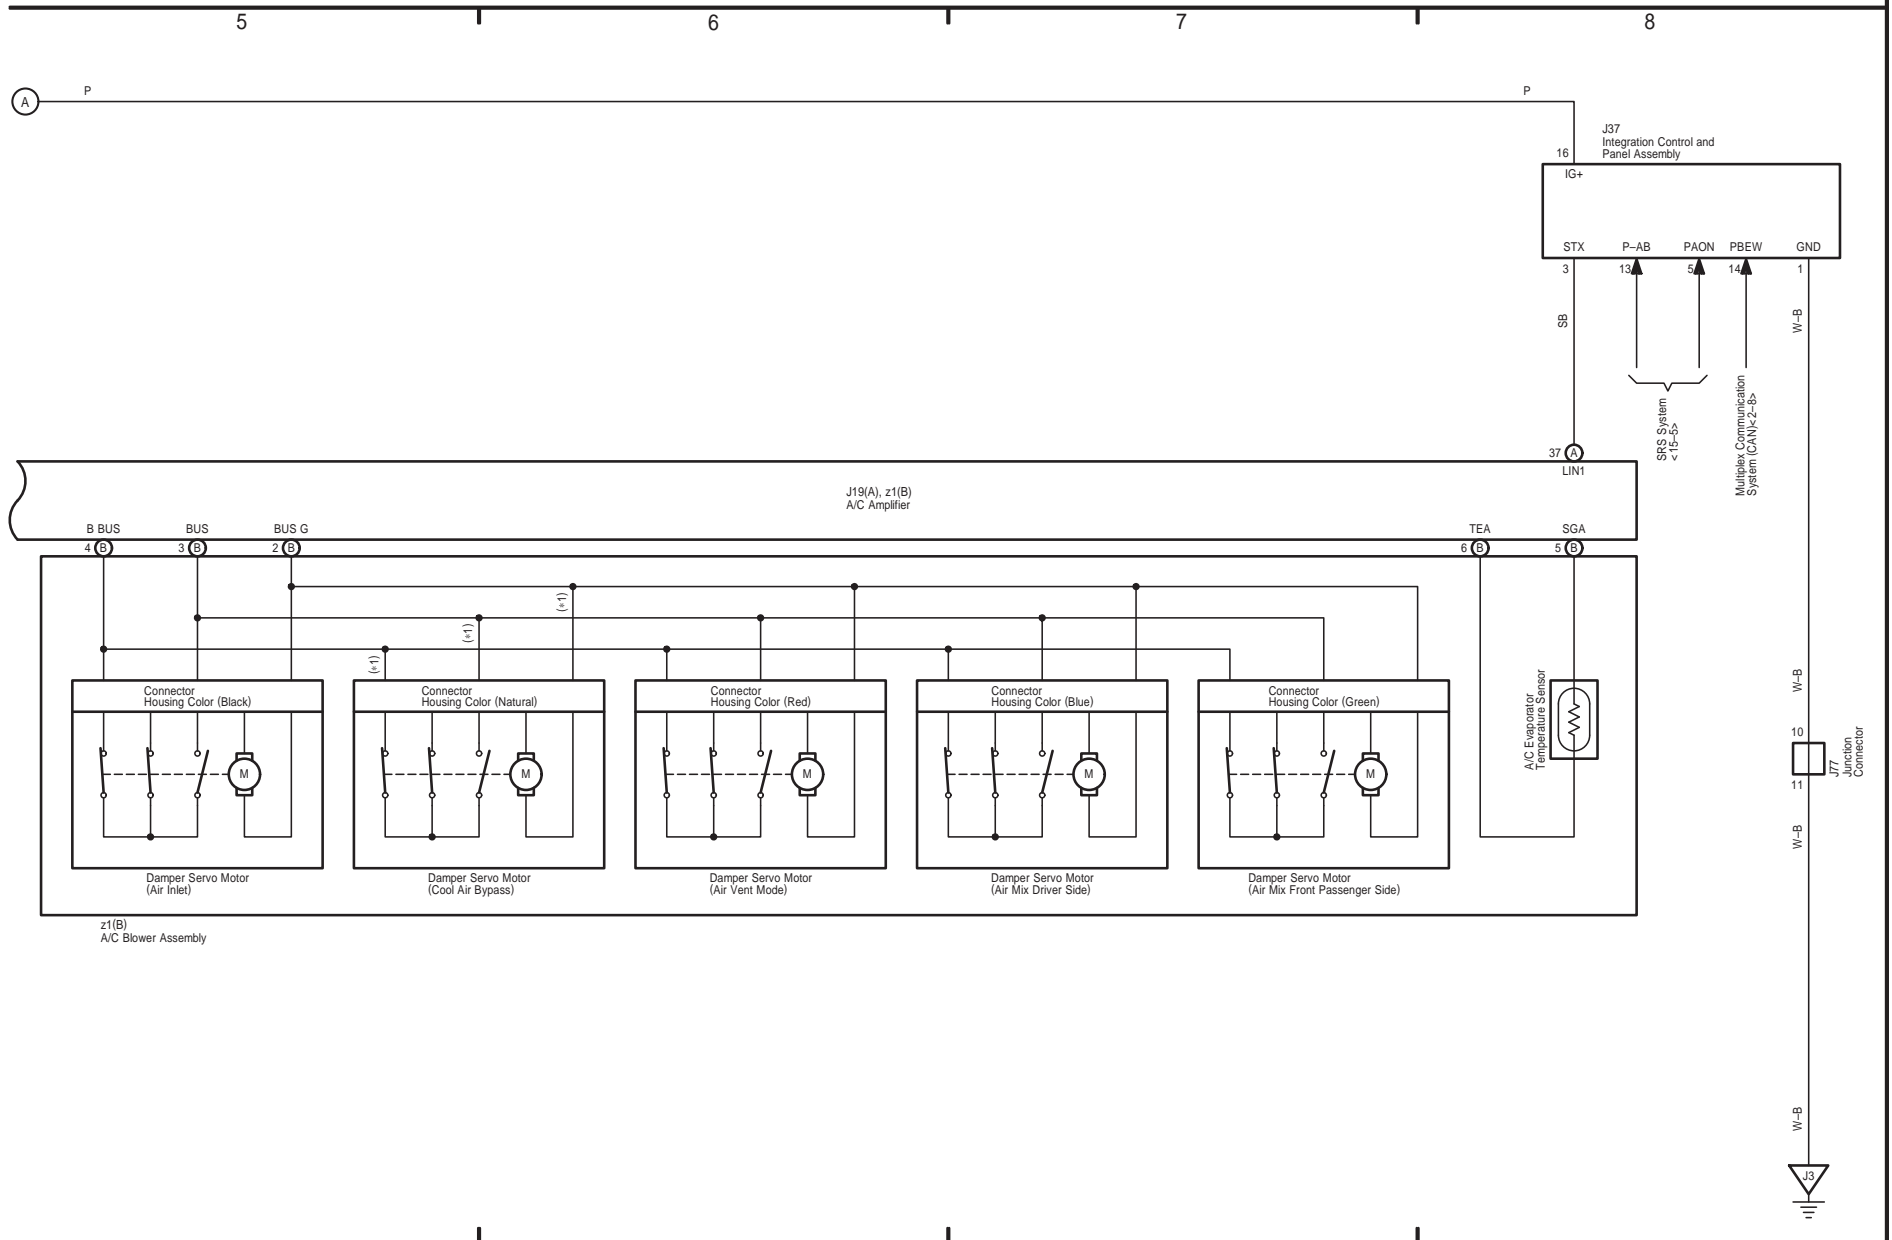 5 6 7 8
A P P
J37
Integration Control and
Panel Assembly
16
IG+
STX P–AB PAON PBEW GND
3 13 5 14 1
SB
W–B
SRS System
<15–5>
Multiplex Communication
System (CAN)<2–8>
37 A
LIN1
J19(A), z1(B)
A/C Amplifier
B BUS BUS BUS G TEA SGA
4 B 3 B 2 B 6 B 5 B
(*1)
(*1)
(*1)
Connector
Housing Color (Black)
Connector
Housing Color (Natural)
Connector
Housing Color (Red)
Connector
Housing Color (Blue)
Connector
Housing Color (Green)
A/C Evaporator
Temperature Sensor
W–B
10
J77
Junction
Connector
11
M M M M M
W–B
Damper Servo Motor
(Air Inlet)
Damper Servo Motor
(Cool Air Bypass)
Damper Servo Motor
(Air Vent Mode)
Damper Servo Motor
(Air Mix Driver Side)
Damper Servo Motor
(Air Mix Front Passenger Side)
z1(B)
A/C Blower Assembly
W–B
J3